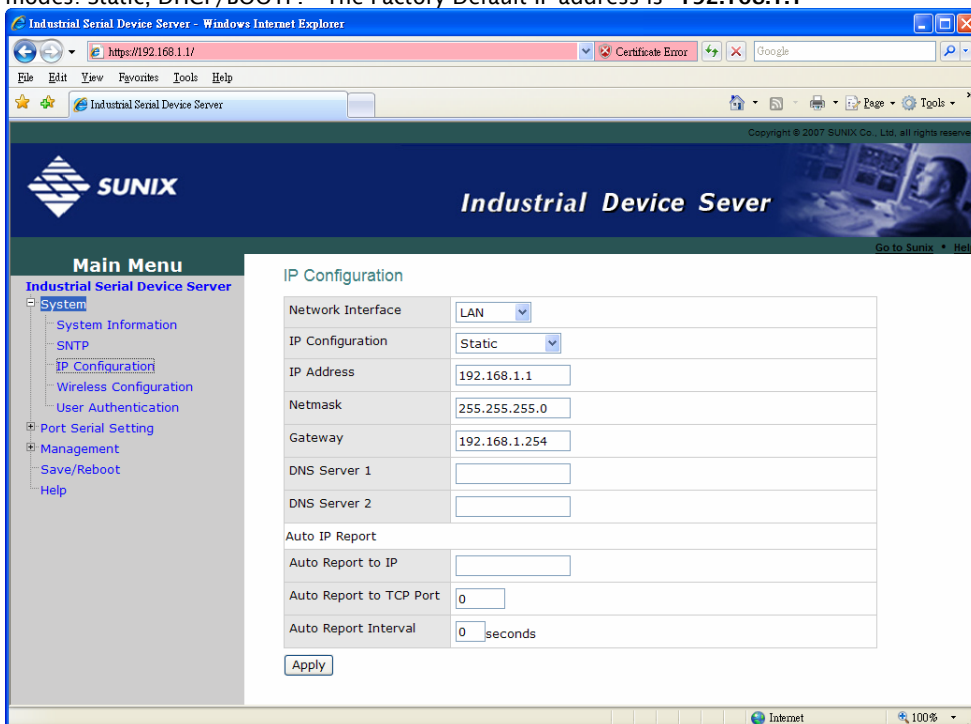 modes: Static, DHCP/BOOTP. The Factory Default IP address is "192.168.1.1"
Industrial Serial Device Server - Windows Internet Explorer
https://192.168.1.1/
Certificate Error
Google
File Edit View Favorites Tools Help
Industrial Serial Device Server
Page
Tools
Copyright © 2007 SUNIX Co., Ltd, all rights reserve
SUNIX
Industrial Device Sever
Go to Sunix • Hel
Main Menu
Industrial Serial Device Server
System
System Information
SNTP
IP Configuration
Wireless Configuration
User Authentication
Port Serial Setting
Management
Save/Reboot
Help
IP Configuration
Network Interface LAN
IP Configuration Static
IP Address 192.168.1.1
Netmask 255.255.255.0
Gateway 192.168.1.254
DNS Server 1
DNS Server 2
Auto IP Report
Auto Report to IP
Auto Report to TCP Port 0
Auto Report Interval 0 seconds
Apply
Internet
100%